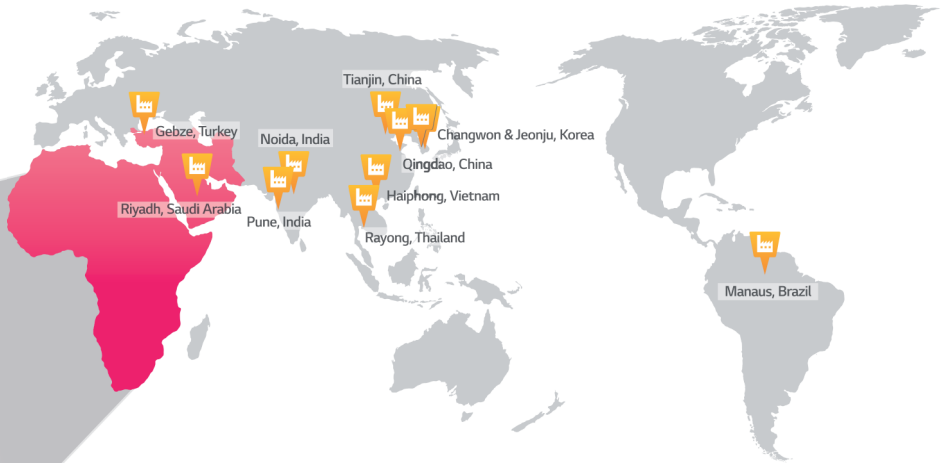 Tianjin, China
Gebze, Turkey
Noida, India
Changwon & Jeonju, Korea
Qingdao, China
Haiphong, Vietnam
Riyadh, Saudi Arabia
Pune, India
Rayong, Thailand
Manaus, Brazil